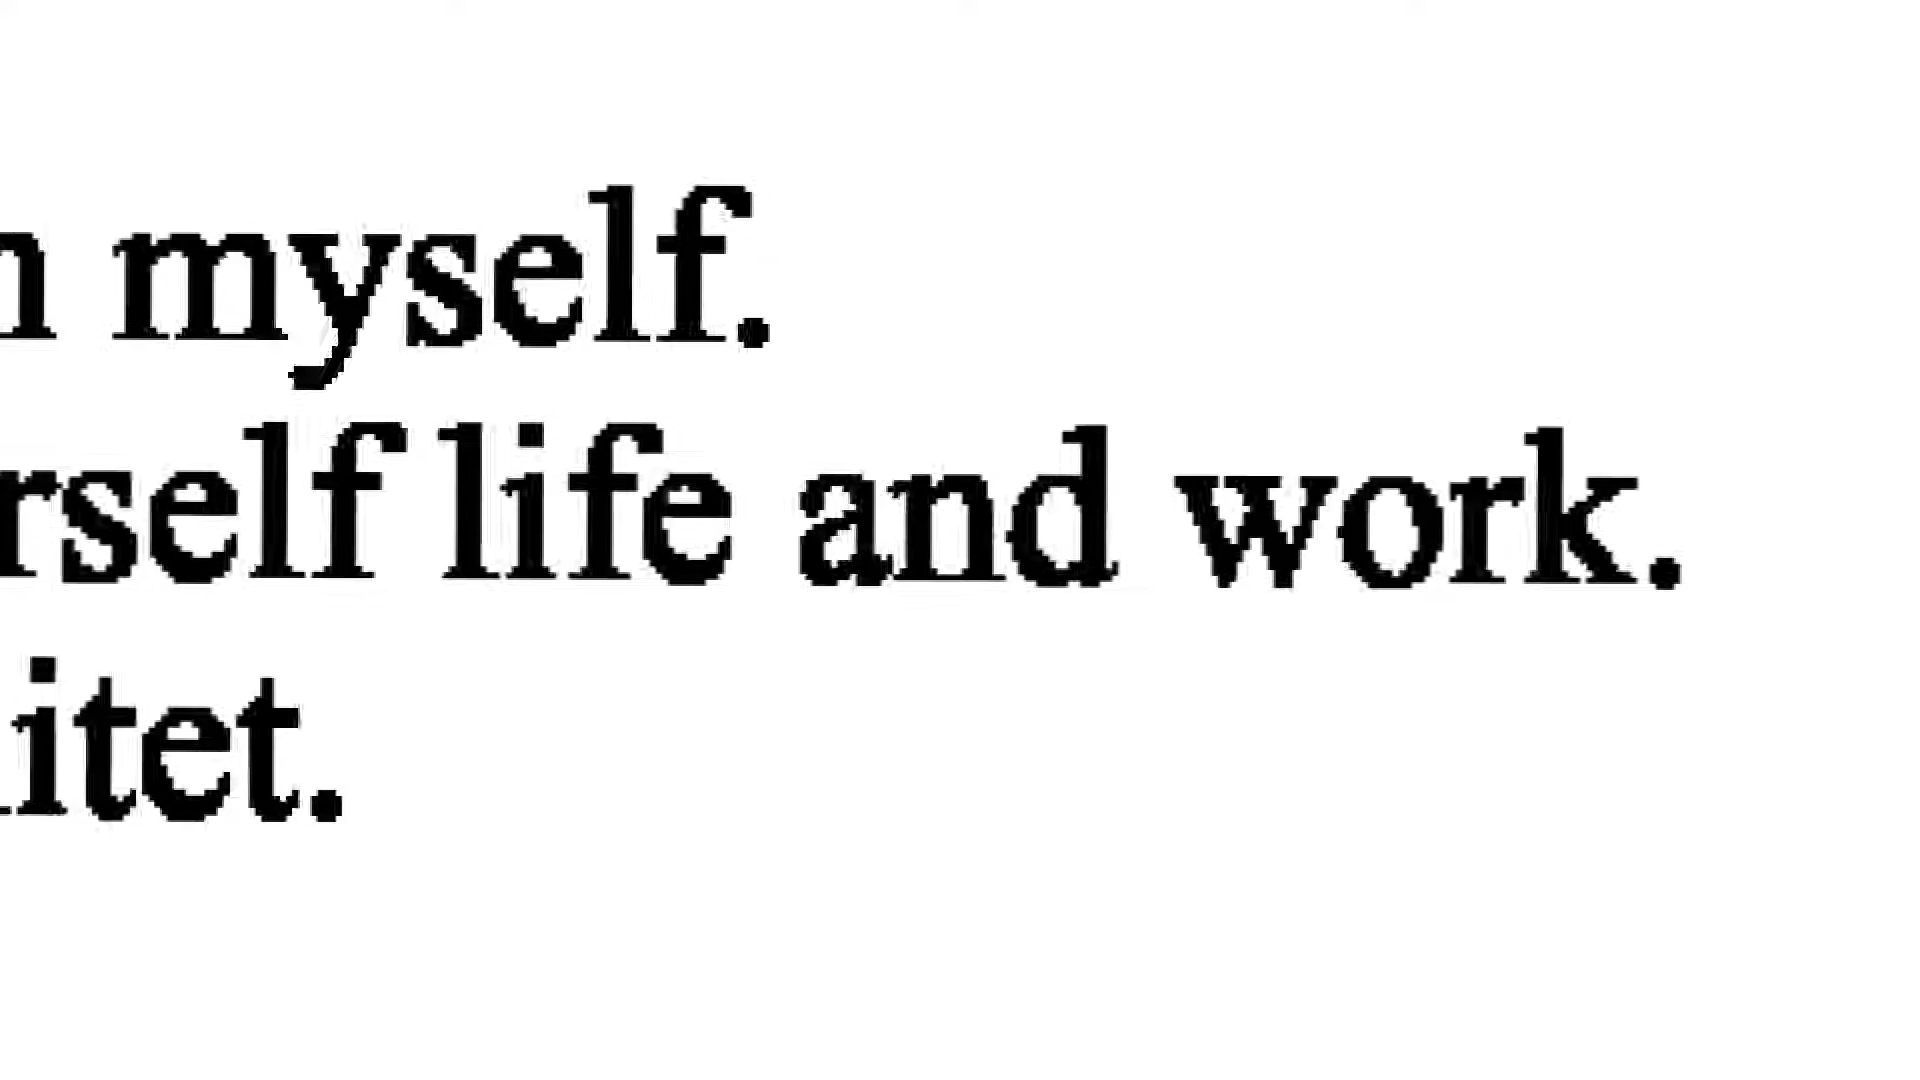 myself.
rself life and work.
itet.